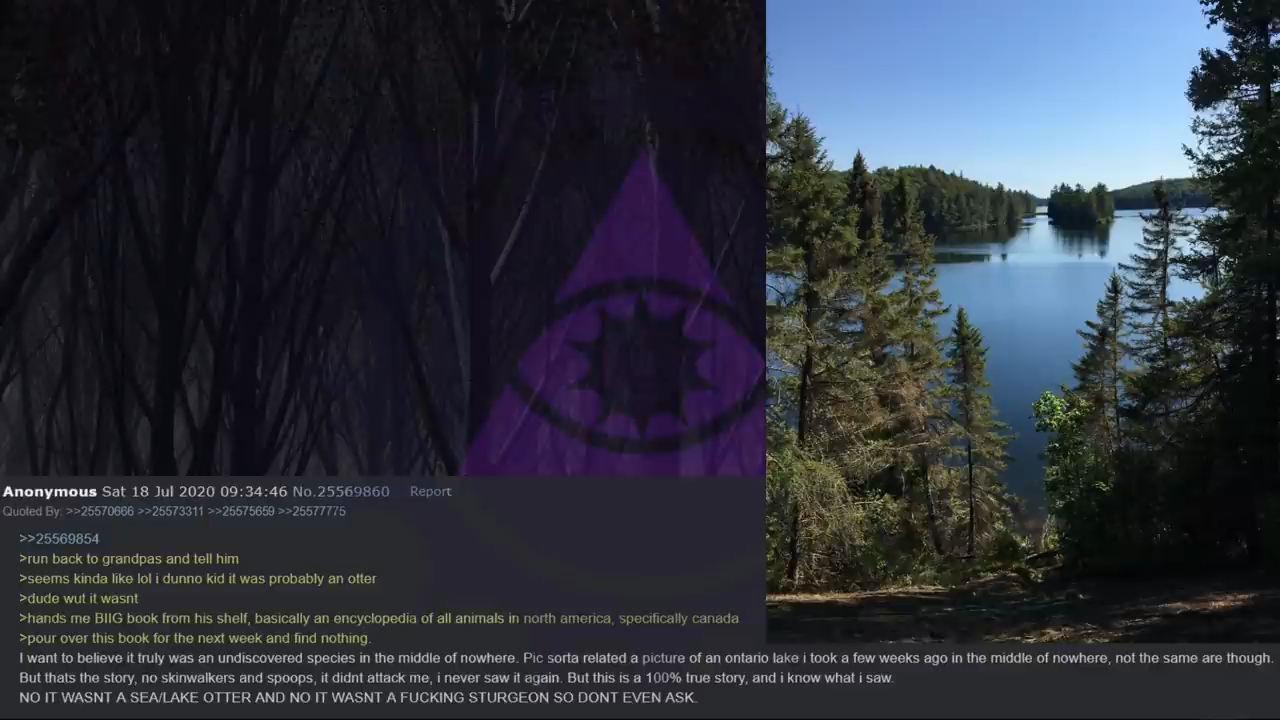 Anonymous Sat 18 Jul 2020 09:34:46 No.25569860 Report
Quoted By: >>25570666 >>25573311 >>25575659 >>25577775
>>25569854
>run back to grandpas and tell him
>seems kinda like lol i dunno kid it was probably an otter
>dude wut it wasnt
>hands me BIIG book from his shelf, basically an encyclopedia of all animals in north america, specifically canada
>pour over this book for the next week and find nothing.
I want to believe it truly was an undiscovered species in the middle of nowhere. Pic sorta related a picture of an ontario lake i took a few weeks ago in the middle of nowhere, not the same are though.
But thats the story, no skinwalkers and spoops, it didnt attack me, i never saw it again. But this is a 100% true story, and i know what i saw.
NO IT WASNT A SEA/LAKE OTTER AND NO IT WASNT A FUCKING STURGEON SO DONT EVEN ASK.